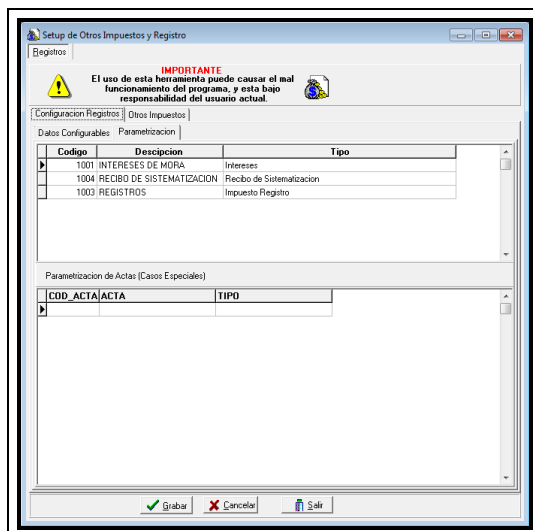 Setup de Otros Impuestos y Registro
Registros
IMPORTANTE
El uso de esta herramienta puede causar el mal
funcionamiento del programa, y esta bajo
responsabilidad del usuario actual.
Configuracion Registros Otros Impuestos
Datos Configurables Parametrizacion
Codigo Descipcion Tipo
1001 INTERESES DE MORA Intereses
1004 RECIBO DE SISTEMATIZACION Recibo de Sistematizacion
1003 REGISTROS Impuesto Registro
Parametrizacion de Actas (Casos Especiales)
COD_ACTA ACTA TIPO
Grabar Cancelar Salir